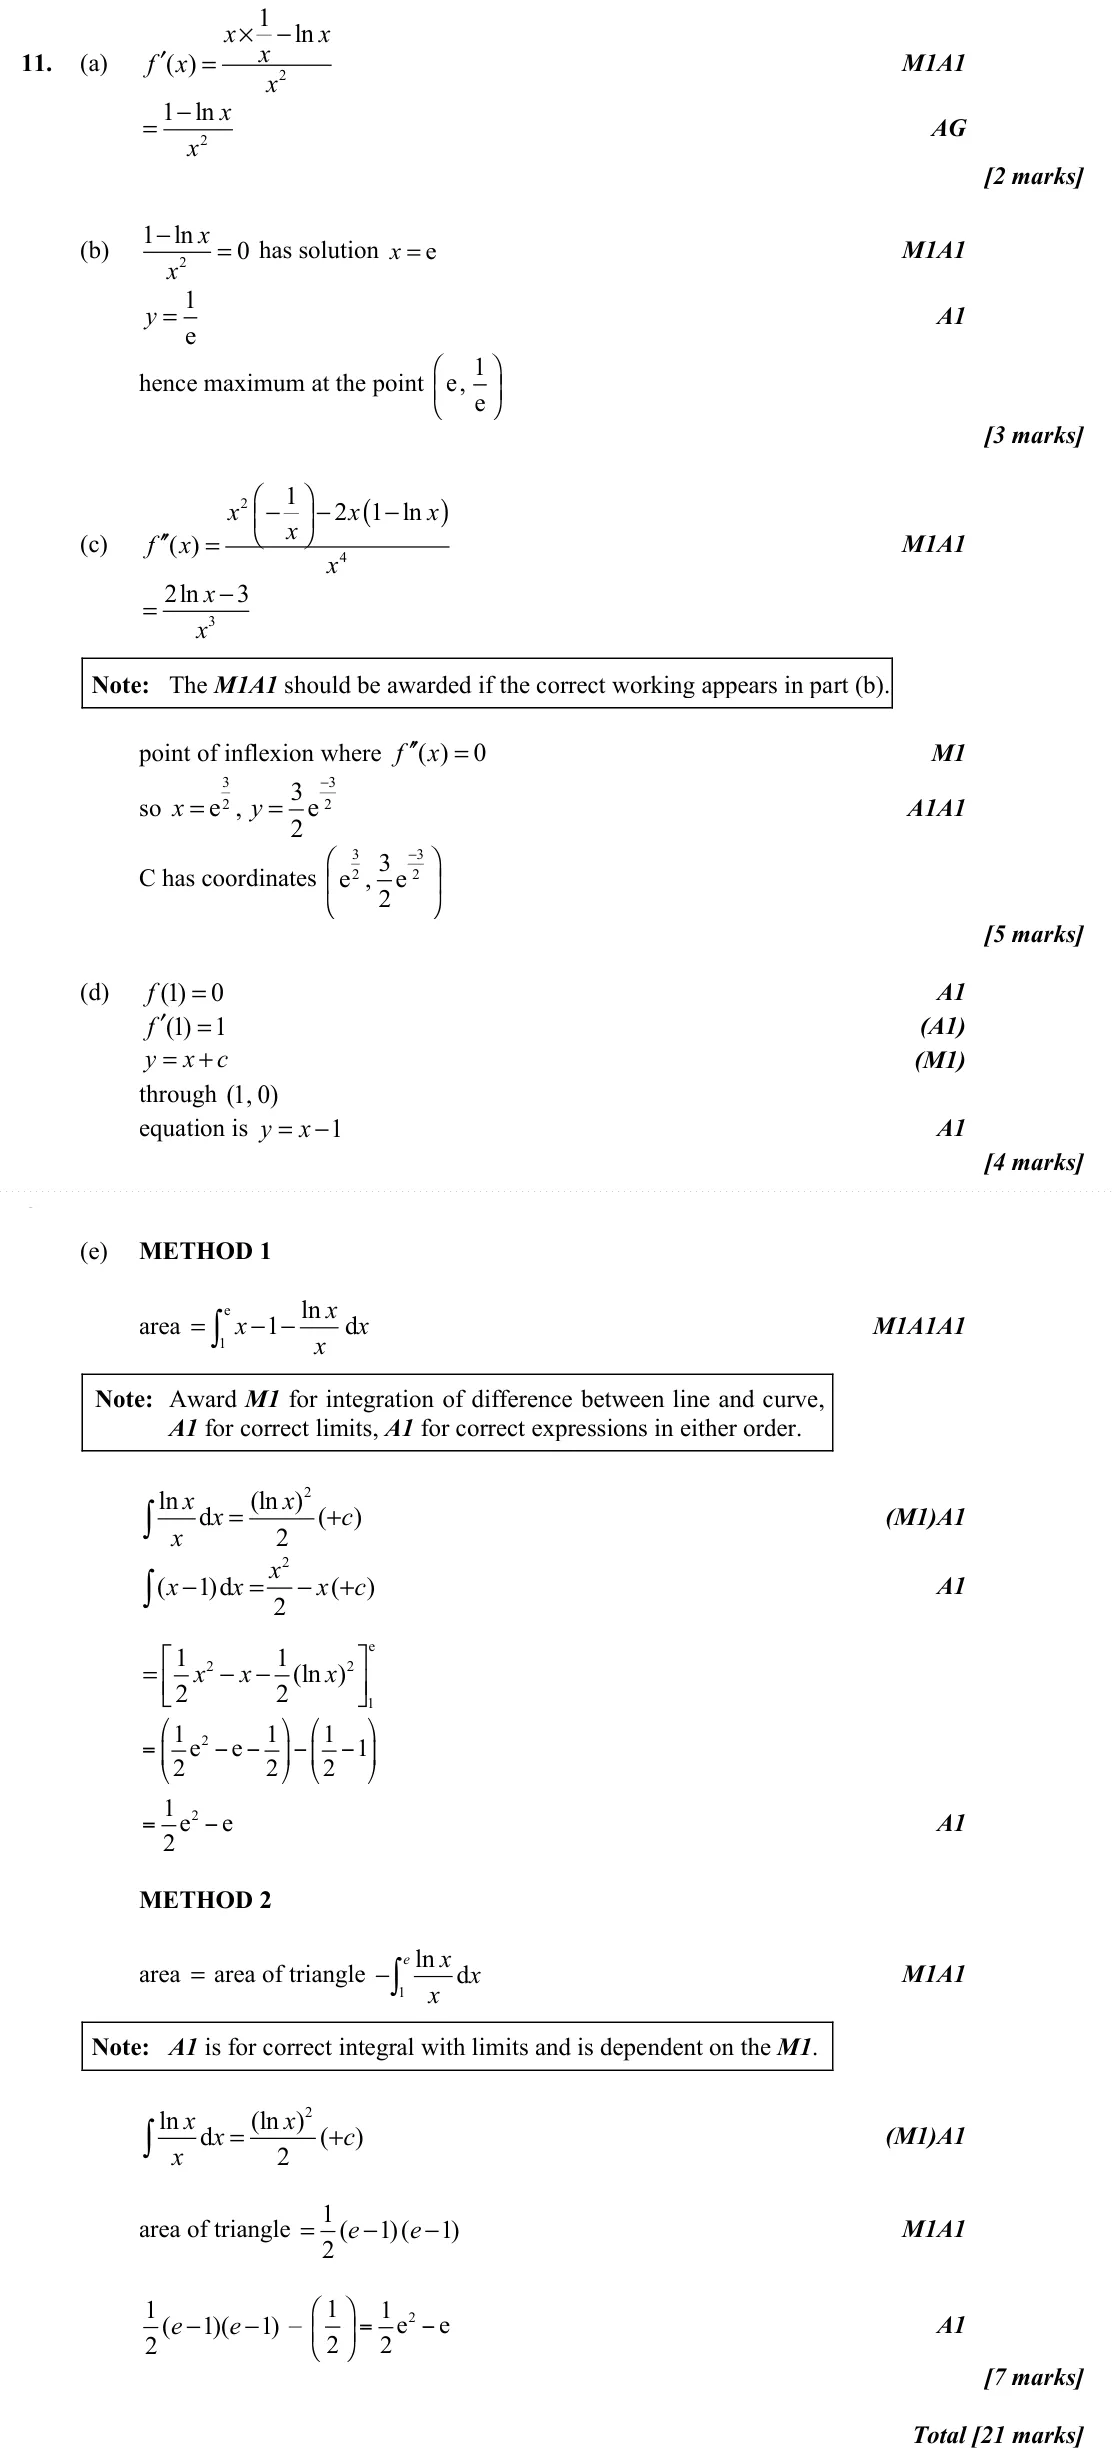 11. (a) f′(x) = (x × 1/x − ln x)/x² M1A1
= (1 − ln x)/x² AG
[2 marks]
(b) (1 − ln x)/x² = 0 has solution x = e M1A1
y = 1/e A1
hence maximum at the point (e, 1/e)
[3 marks]
(c) f″(x) = (x²(−1/x) − 2x(1 − ln x))/x⁴ M1A1
= (2 ln x − 3)/x³
Note: The M1A1 should be awarded if the correct working appears in part (b).
point of inflexion where f″(x) = 0 M1
so x = e^(3/2), y = 3/2 e^(−3/2) A1A1
C has coordinates (e^(3/2), 3/2 e^(−3/2))
[5 marks]
(d) f(1) = 0 A1
f′(1) = 1 (A1)
y = x + c (M1)
through (1, 0)
equation is y = x − 1 A1
[4 marks]
(e) METHOD 1
area = ∫₁ᵉ x − 1 − (ln x)/x dx M1A1A1
Note: Award M1 for integration of difference between line and curve,
A1 for correct limits, A1 for correct expressions in either order.
∫ (ln x)/x dx = (ln x)²/2 (+c) (M1)A1
∫ (x − 1) dx = x²/2 − x (+c) A1
= [1/2 x² − x − 1/2 (ln x)²]₁ᵉ
= (1/2 e² − e − 1/2) − (1/2 − 1)
= 1/2 e² − e A1
METHOD 2
area = area of triangle − ∫₁ᵉ (ln x)/x dx M1A1
Note: A1 is for correct integral with limits and is dependent on the M1.
∫ (ln x)/x dx = (ln x)²/2 (+c) (M1)A1
area of triangle = 1/2 (e − 1)(e − 1) M1A1
1/2 (e − 1)(e − 1) − (1/2) = 1/2 e² − e A1
[7 marks]
Total [21 marks]